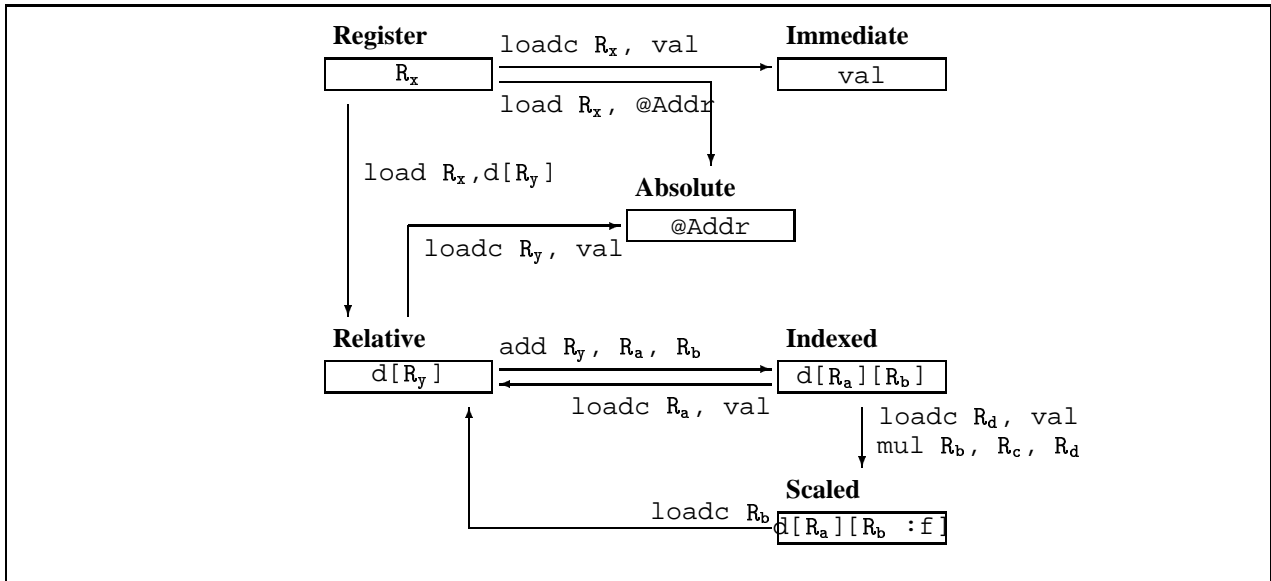 Register
loadc Rx, val
Immediate
Rx
val
load Rx, @Addr
load Rx,d[Ry]
Absolute
@Addr
loadc Ry, val
Relative
add Ry, Ra, Rb
Indexed
d[Ry]
d[Ra][Rb]
loadc Ra, val
loadc Rd, val
mul Rb, Rc, Rd
Scaled
loadc Rb
d[Ra][Rb :f]